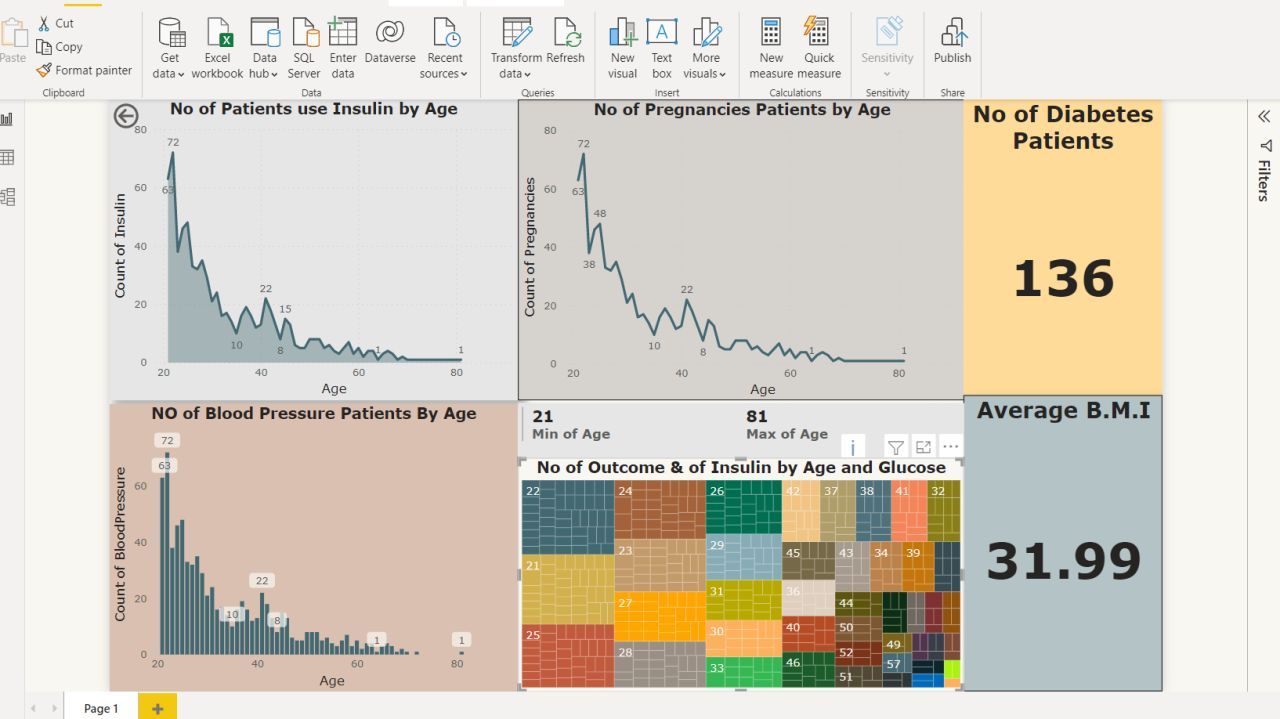 Cut
Copy
Paste
Format painter
Clipboard
Get data
Excel workbook
Data hub
SQL Server
Enter data
Dataverse
Recent sources
Data
Transform data
Refresh
Queries
New visual
Text box
More visuals
Insert
New measure
Quick measure
Calculations
Sensitivity
Sensitivity
Publish
Share
No of Patients use Insulin by Age
80
72
63
60
40
22
20
15
10
8
1
1
0
20 40 60 80
Count of Insulin
Age
No of Pregnancies Patients by Age
80
72
63
60
48
40
38
22
20
10
8
1
1
0
20 40 60 80
Count of Pregnancies
Age
No of Diabetes
Patients
136
Filters
NO of Blood Pressure Patients By Age
72
63
60
40
22
20
10
8
1
1
0
20 40 60 80
Count of BloodPressure
Age
21
Min of Age
81
Max of Age
No of Outcome & of Insulin by Age and Glucose
22 24 26 42 37 38 41 32
23 29 45 43 34 39
21 27 31 36 44
25 28 30 40 50 49
33 46 52 57
51
Average B.M.I
31.99
Page 1